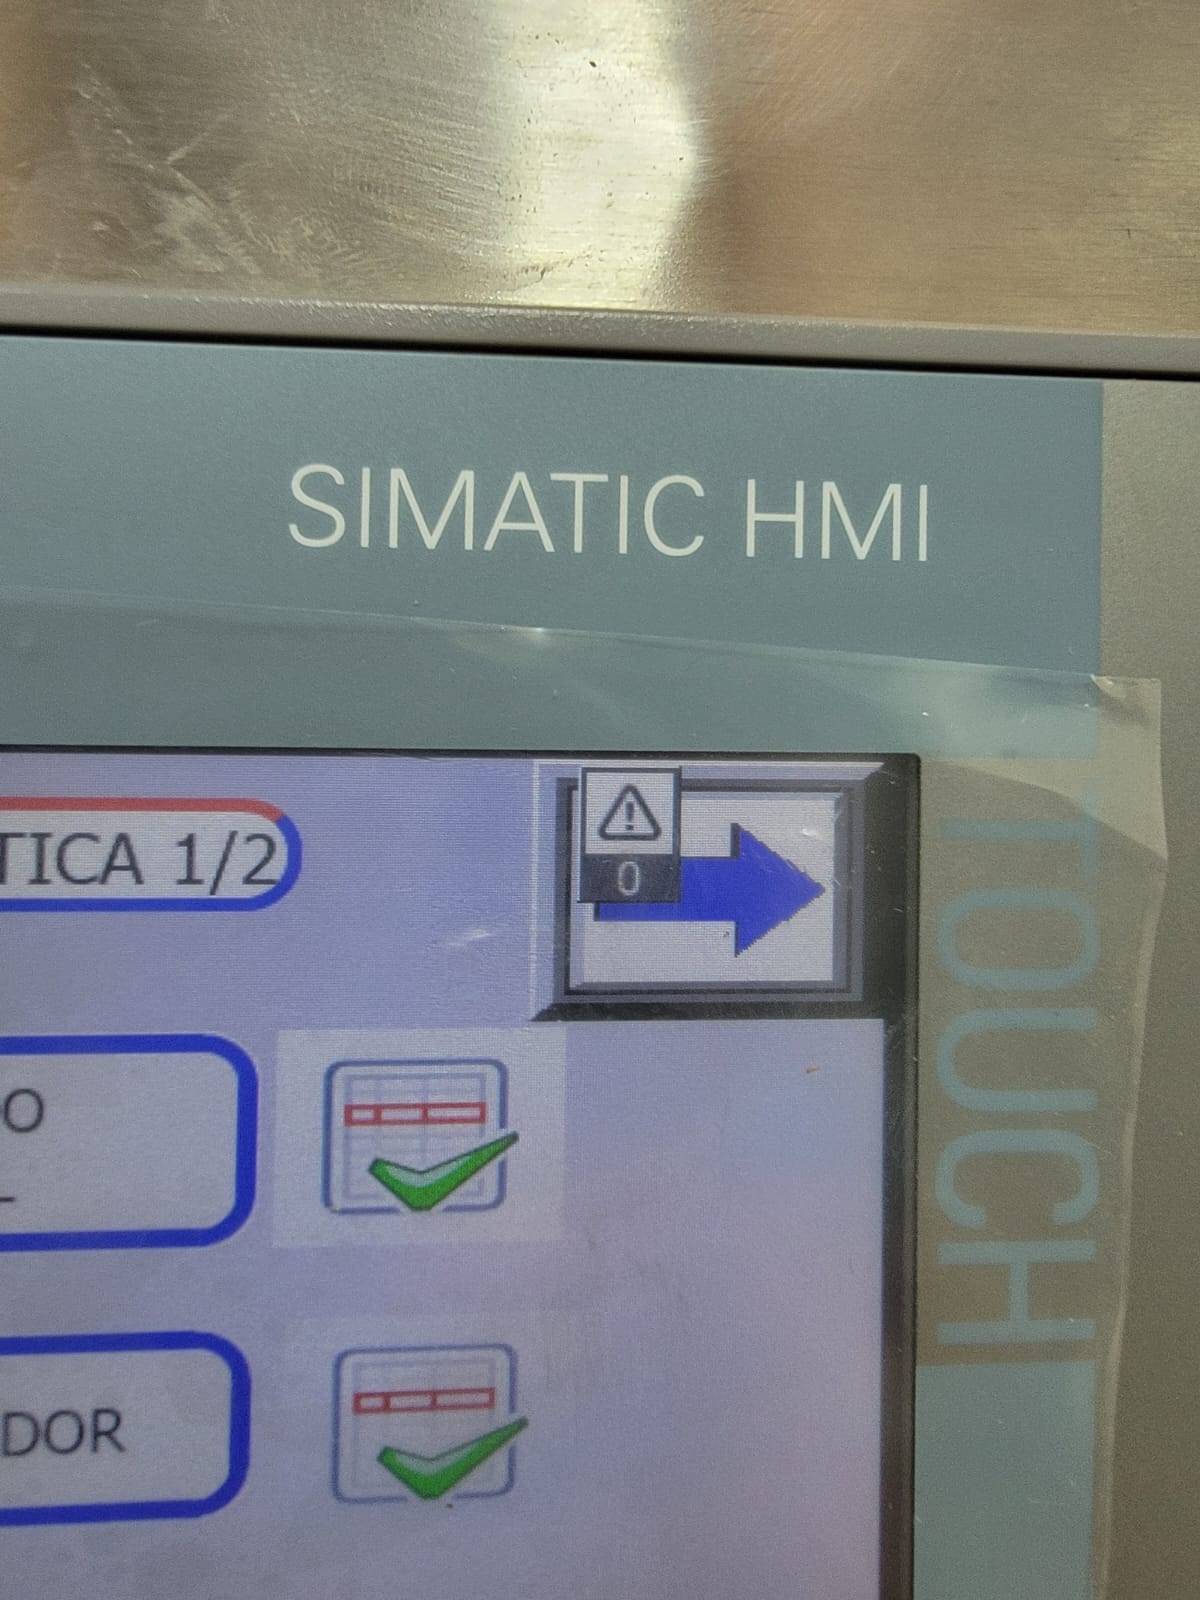 SIMATIC HMI
TICA 1/2
0
TOUCH
DOR